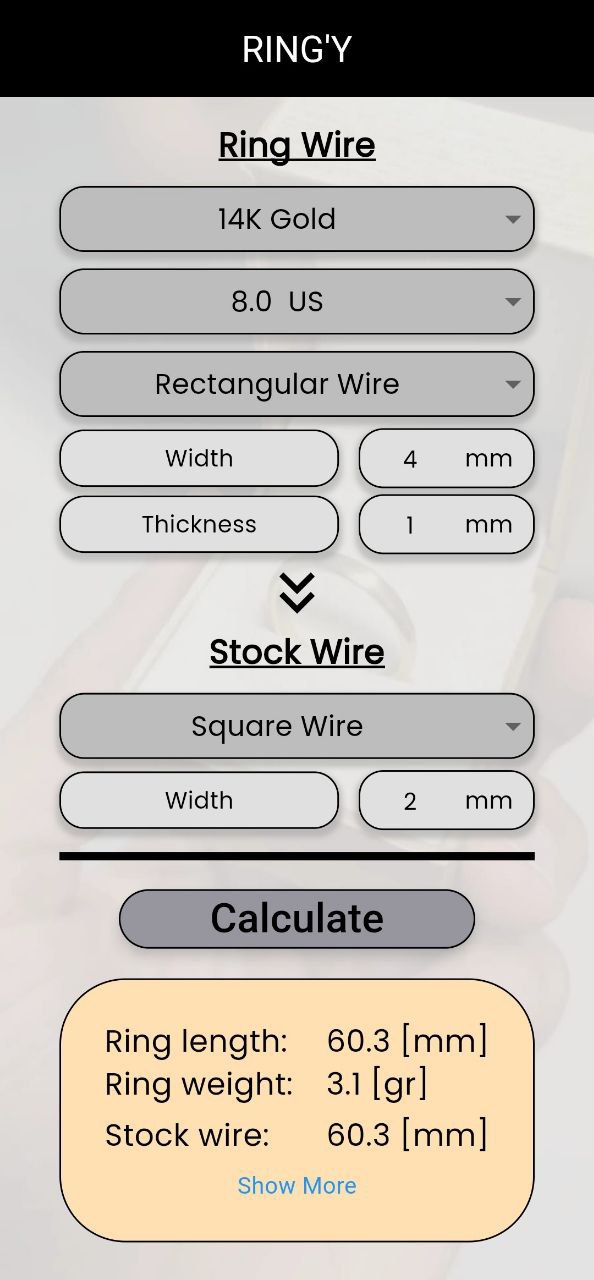 RING'Y
Ring Wire
14K Gold
8.0 US
Rectangular Wire
Width 4 mm
Thickness 1 mm
Stock Wire
Square Wire
Width 2 mm
Calculate
Ring length: 60.3 [mm]
Ring weight: 3.1 [gr]
Stock wire: 60.3 [mm]
Show More